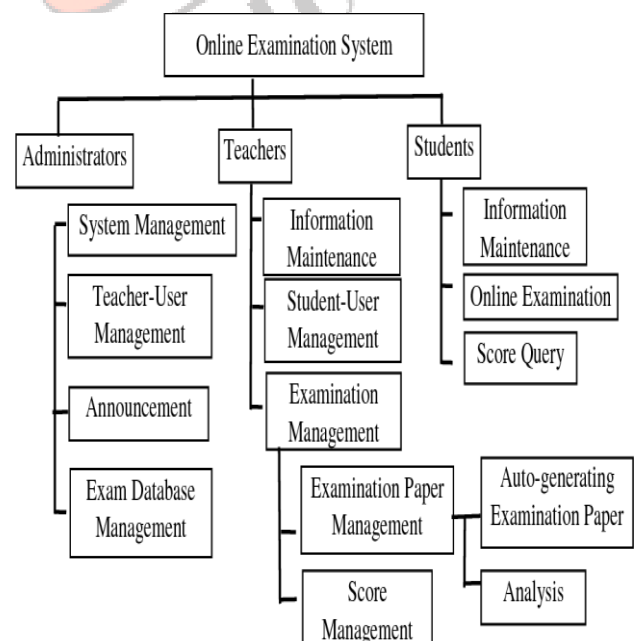 Online Examination System
Administrators
Teachers
Students
System Management
Teacher-User
Management
Announcement
Exam Database
Management
Information
Maintenance
Student-User
Management
Examination
Management
Examination Paper
Management
Score
Management
Auto-generating
Examination Paper
Analysis
Information
Maintenance
Online Examination
Score Query